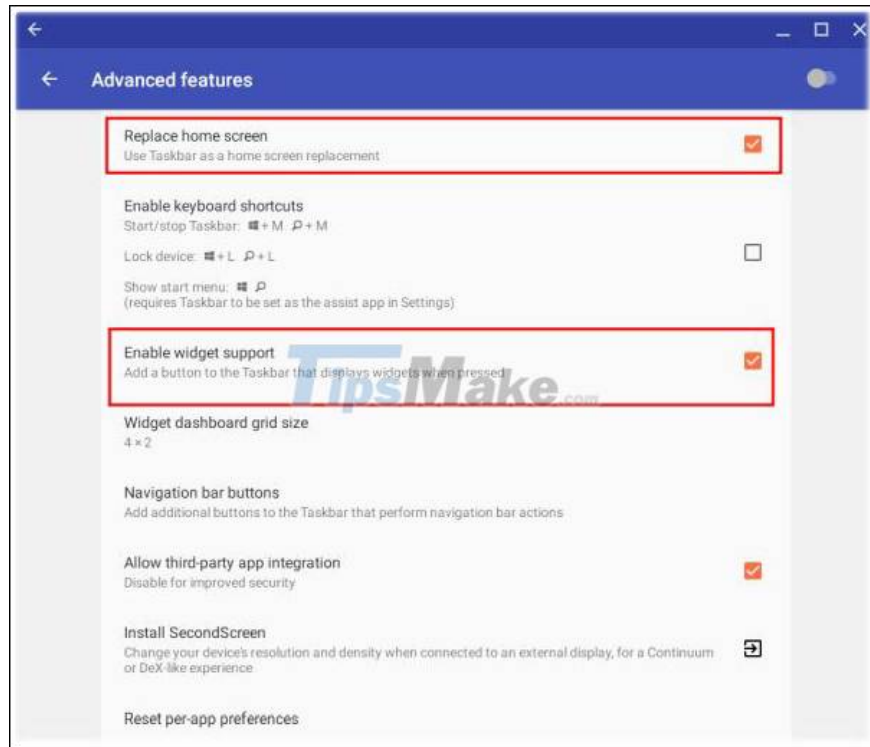 Advanced features
Replace home screen
Use Taskbar as a home screen replacement
Enable keyboard shortcuts
Start/stop Taskbar: + M + M
Lock device: + L + L
Show start menu:
(requires Taskbar to be set as the assist app in Settings)
Enable widget support
Add a button to the Taskbar that displays widgets when pressed
TipsMake.com
Widget dashboard grid size
4 × 2
Navigation bar buttons
Add additional buttons to the Taskbar that perform navigation bar actions
Allow third-party app integration
Disable for improved security
Install SecondScreen
Change your device's resolution and density when connected to an external display, for a Continuum
or DeX-like experience
Reset per-app preferences